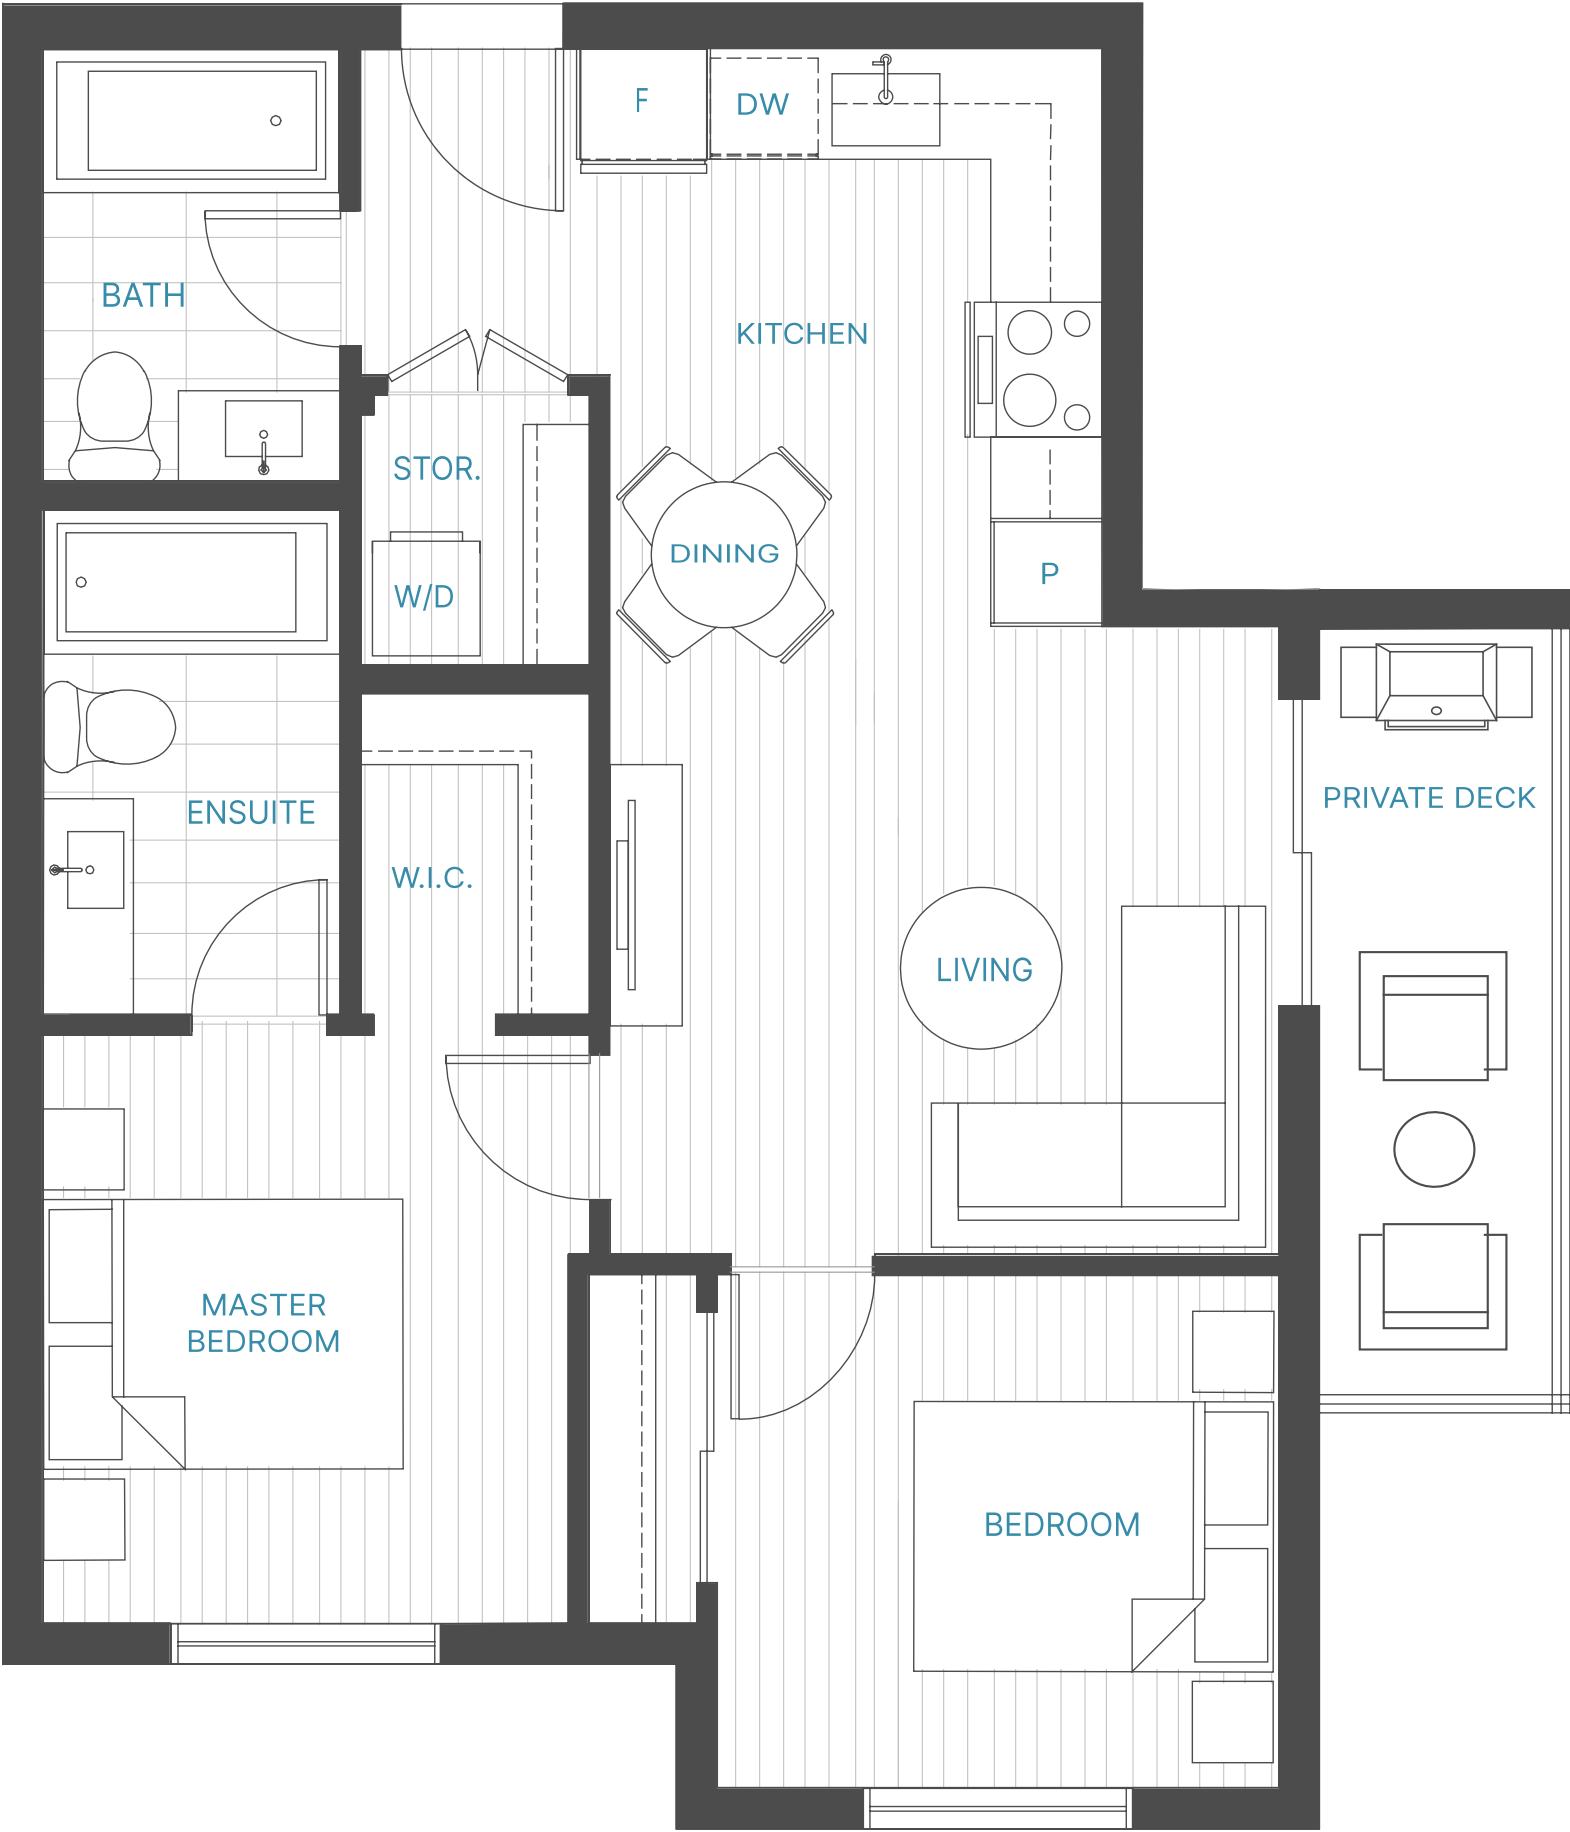 F
DW
BATH
KITCHEN
STOR.
DINING
P
W/D
PRIVATE DECK
ENSUITE
W.I.C.
LIVING
MASTER
BEDROOM
BEDROOM